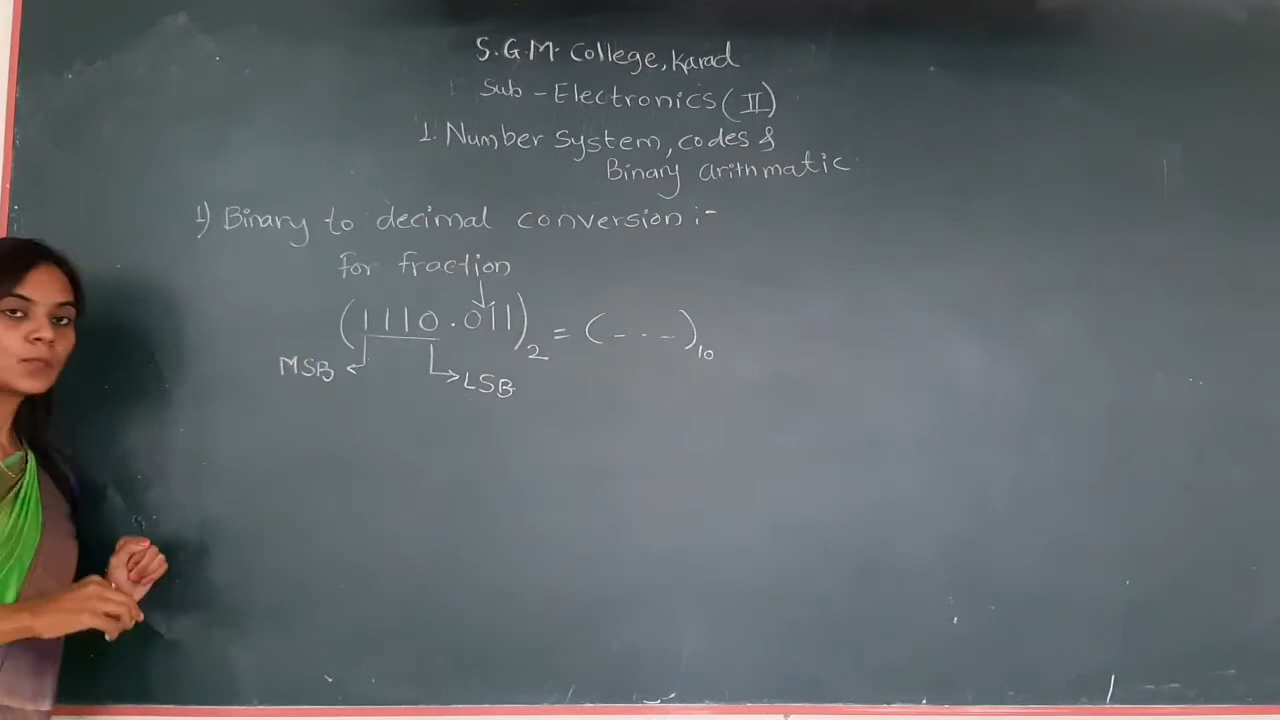 S.G.M. College, Karad
Sub - Electronics (II)
1. Number System, codes &
Binary arithmatic
1) Binary to decimal conversion :-
for fraction
(1110.011)2 = (---)10
MSB
LSB